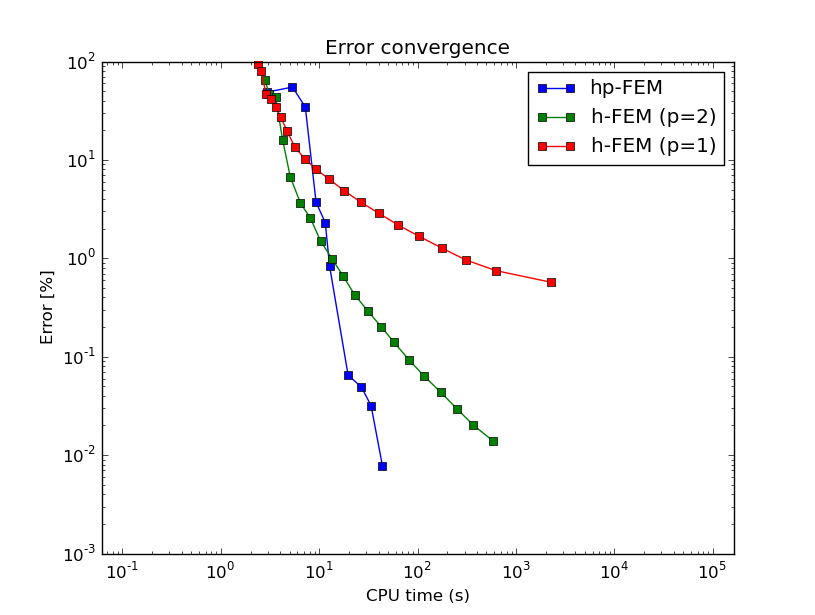 Error convergence
hp-FEM
h-FEM (p=2)
h-FEM (p=1)
Error [%]
10^2
10^1
10^0
10^-1
10^-2
10^-3
10^-1 10^0 10^1 10^2 10^3 10^4 10^5
CPU time (s)